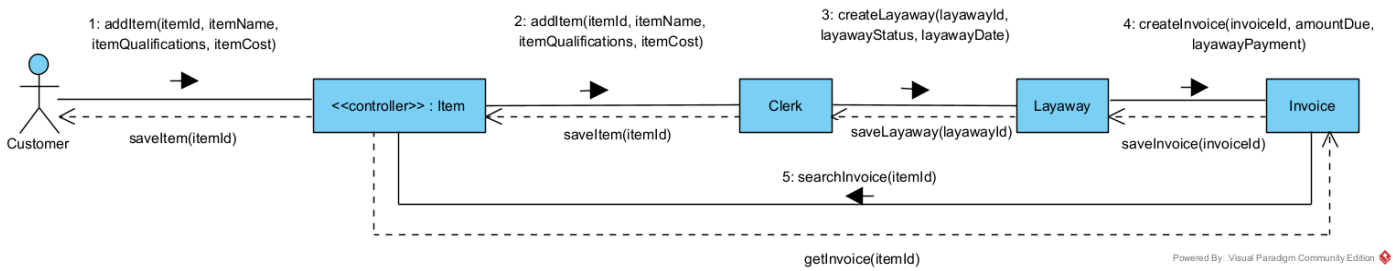 1: addItem(itemId, itemName,
itemQualifications, itemCost)
2: addItem(itemId, itemName,
itemQualifications, itemCost)
3: createLayaway(layawayId,
layawayStatus, layawayDate)
4: createInvoice(invoiceId, amountDue,
layawayPayment)
<<controller>> : Item
Clerk
Layaway
Invoice
Customer
saveItem(itemId)
saveItem(itemId)
saveLayaway(layawayId)
saveInvoice(invoiceId)
5: searchInvoice(itemId)
getInvoice(itemId)
Powered By Visual Paradigm Community Edition